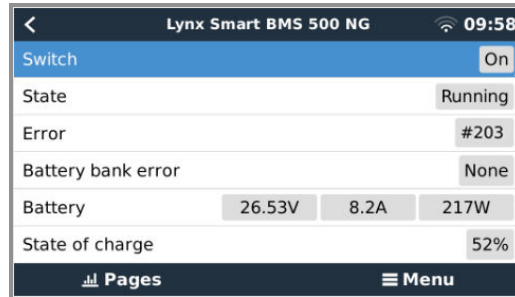 Lynx Smart BMS 500 NG 09:58
Switch On
State Running
Error #203
Battery bank error None
Battery 26.53V 8.2A 217W
State of charge 52%
Pages Menu